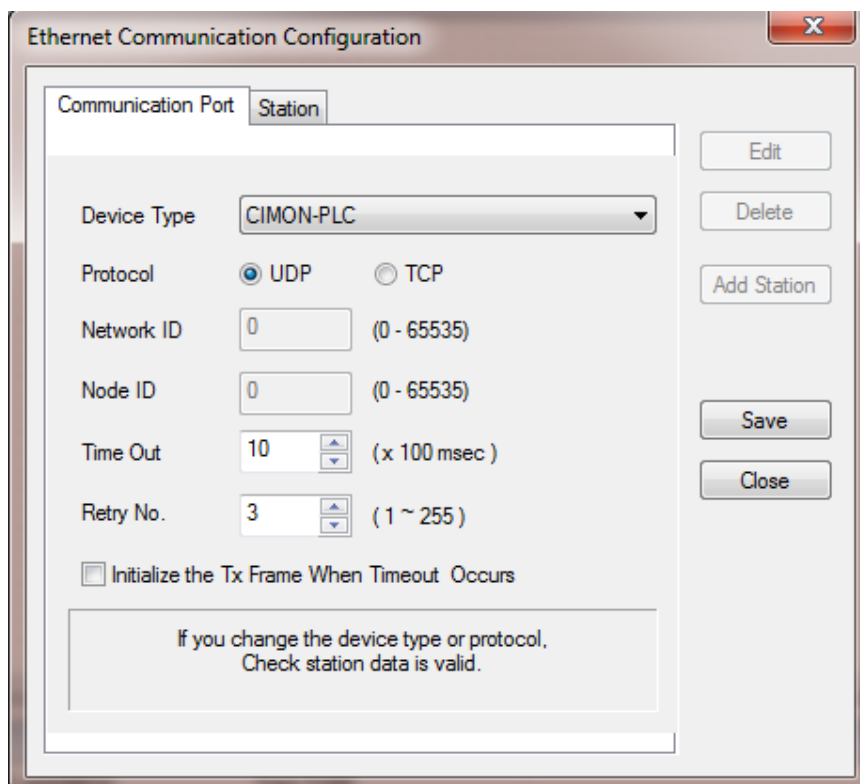 Ethernet Communication Configuration
Communication Port
Station
Edit
Device Type
CIMON-PLC
Delete
Protocol
UDP
TCP
Add Station
Network ID
0
(0 - 65535)
Node ID
0
(0 - 65535)
Save
Time Out
10
( x 100 msec )
Close
Retry No.
3
( 1 ~ 255 )
Initialize the Tx Frame When Timeout Occurs
If you change the device type or protocol,
Check station data is valid.